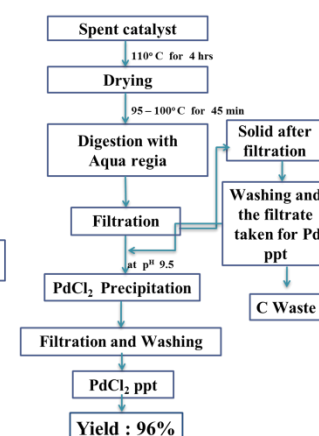 Spent catalyst
110° C for 4 hrs
Drying
95 – 100° C for 45 min
Digestion with
Aqua regia
Filtration
at pᴴ 9.5
PdCl₂ Precipitation
Filtration and Washing
PdCl₂ ppt
Yield : 96%
Solid after
filtration
Washing and
the filtrate
taken for Pd
ppt
C Waste